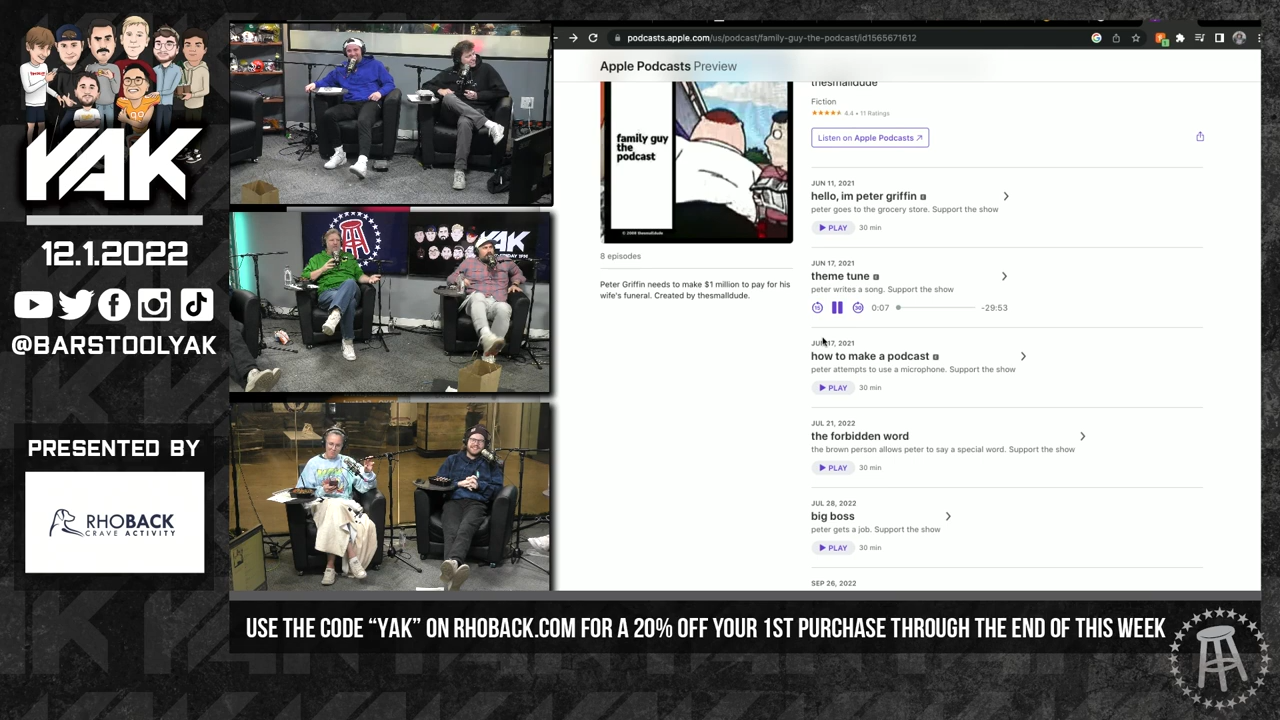 YAK
12.1.2022
@BARSTOOLYAK
PRESENTED BY
RHOBACK
CRAVE ACTIVITY
YAK
podcasts.apple.com/us/podcast/family-guy-the-podcast/id1565671612
Apple Podcasts Preview
family guy
the
podcast
© 2008 thesmalldude
8 episodes
Peter Griffin needs to make $1 million to pay for his
wife's funeral. Created by thesmalldude.
thesmalldude
Fiction
4.4 • 11 Ratings
Listen on Apple Podcasts ↗
JUN 11, 2021
hello, im peter griffin
peter goes to the grocery store. Support the show
PLAY 30 min
JUN 17, 2021
theme tune
peter writes a song. Support the show
15 30 0:07 -29:53
JUN 17, 2021
how to make a podcast
peter attempts to use a microphone. Support the show
PLAY 30 min
JUL 21, 2022
the forbidden word
the brown person allows peter to say a special word. Support the show
PLAY 30 min
JUL 28, 2022
big boss
peter gets a job. Support the show
PLAY 30 min
SEP 26, 2022
USE THE CODE “YAK” ON RHOBACK.COM FOR A 20% OFF YOUR 1ST PURCHASE THROUGH THE END OF THIS WEEK